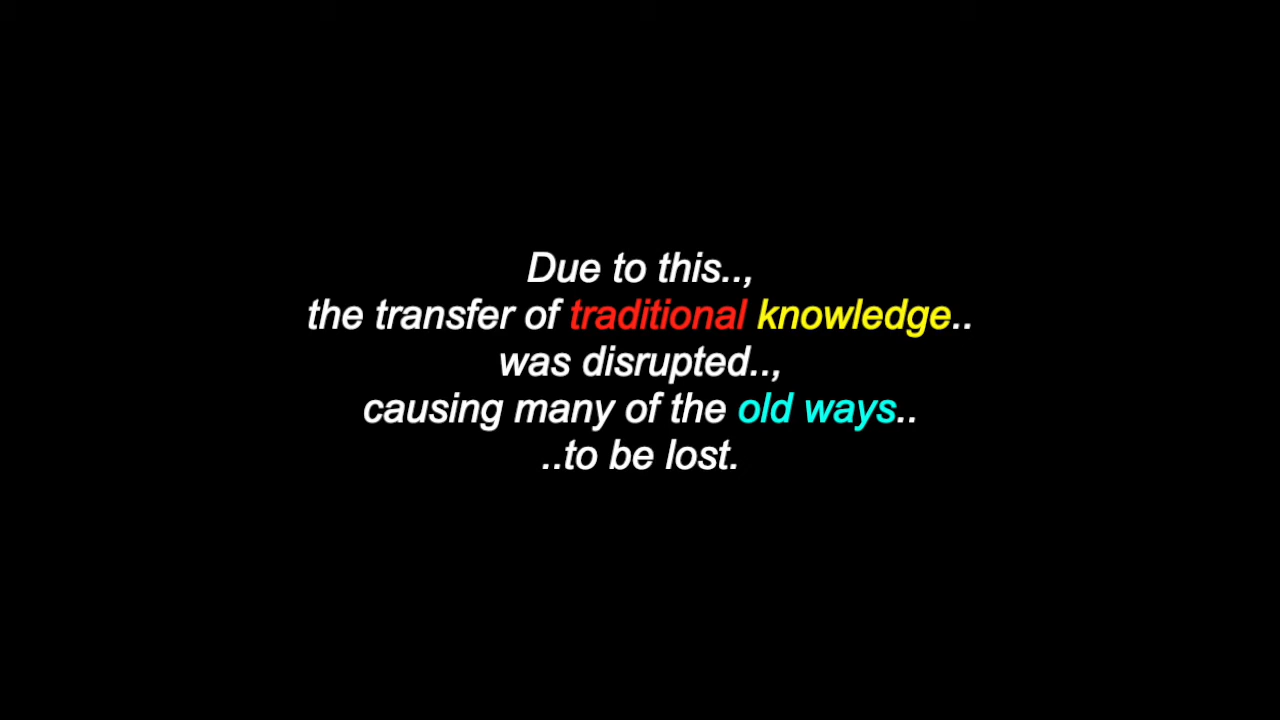 Due to this..,
the transfer of traditional knowledge..
was disrupted..,
causing many of the old ways..
..to be lost.